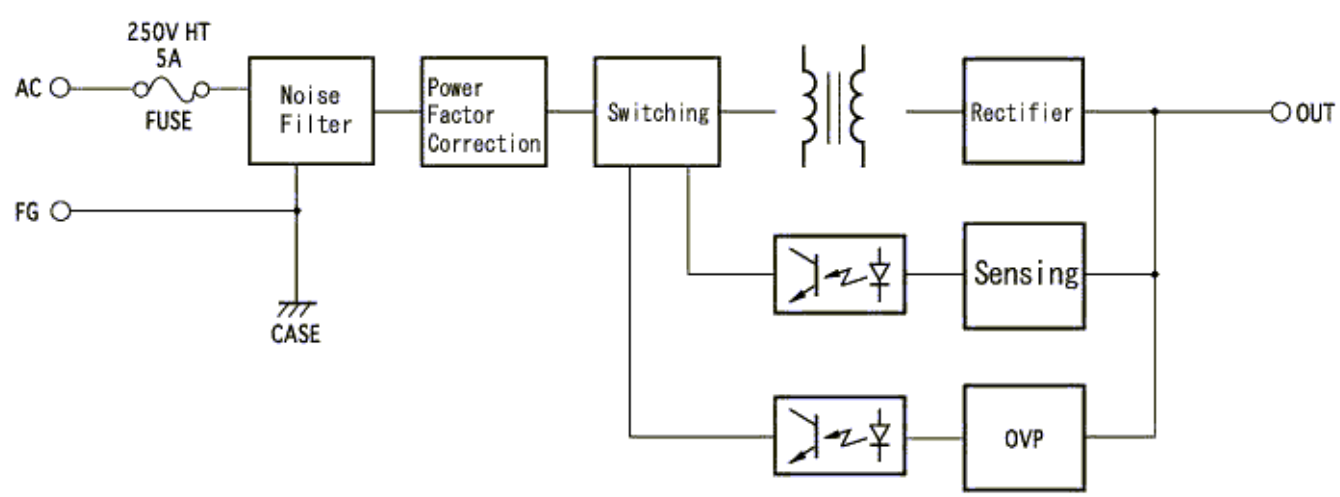 250V HT
5A
AC
FUSE
Noise
Filter
Power
Factor
Correction
Switching
Rectifier
OUT
FG
CASE
Sensing
OVP